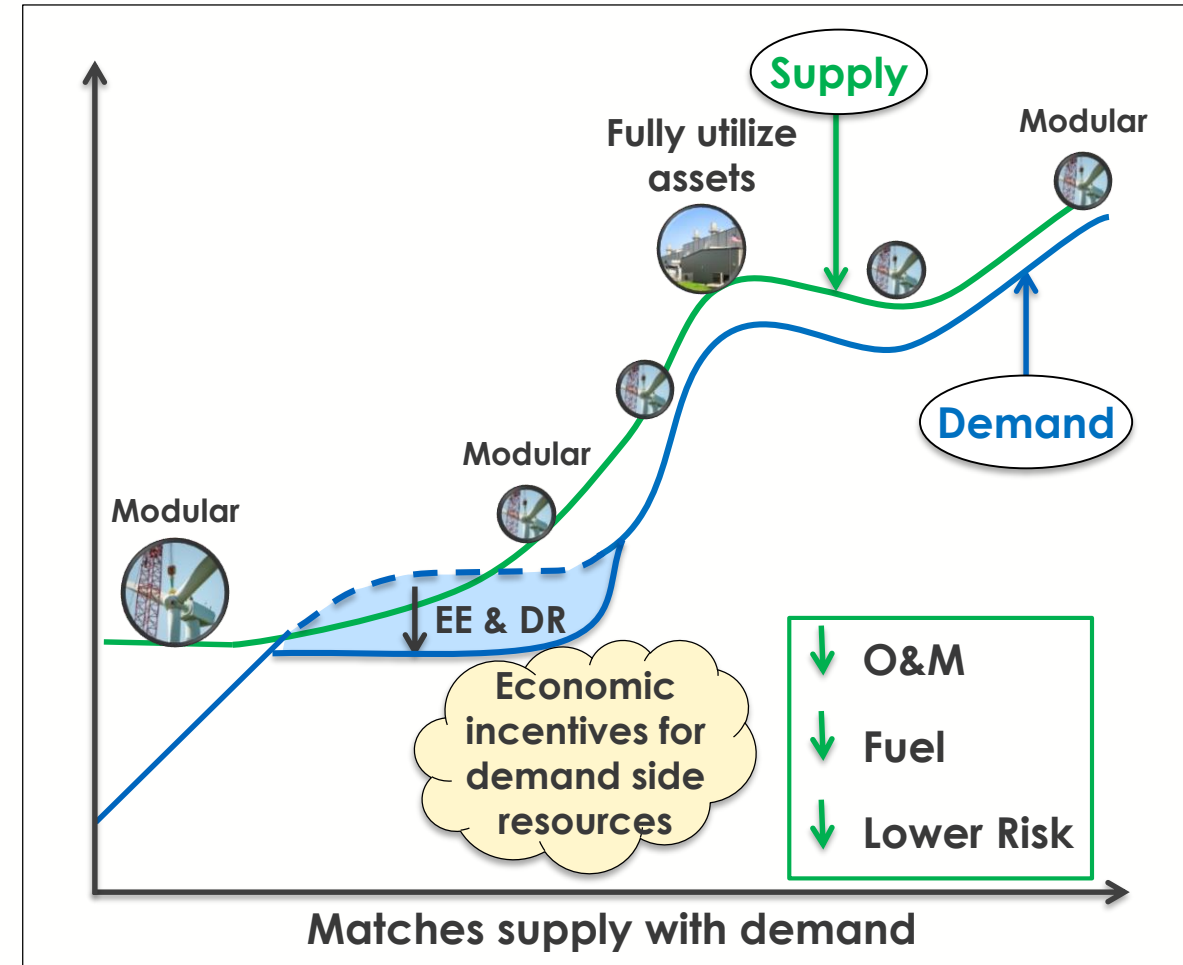 Supply
Modular
Fully utilize
assets
Demand
Modular
Modular
EE & DR
Economic
incentives for
demand side
resources
O&M
Fuel
Lower Risk
Matches supply with demand